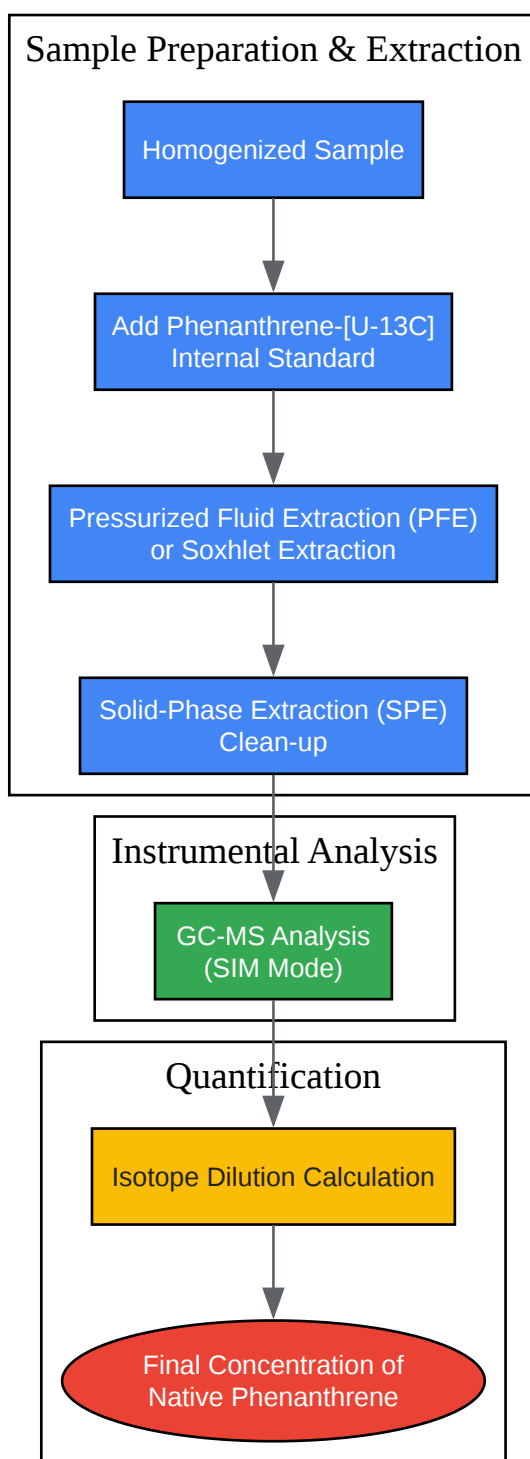 Sample Preparation & Extraction
Homogenized Sample
Add Phenanthrene-[U-13C]
Internal Standard
Pressurized Fluid Extraction (PFE)
or Soxhlet Extraction
Solid-Phase Extraction (SPE)
Clean-up
Instrumental Analysis
GC-MS Analysis
(SIM Mode)
Quantification
Isotope Dilution Calculation
Final Concentration of
Native Phenanthrene